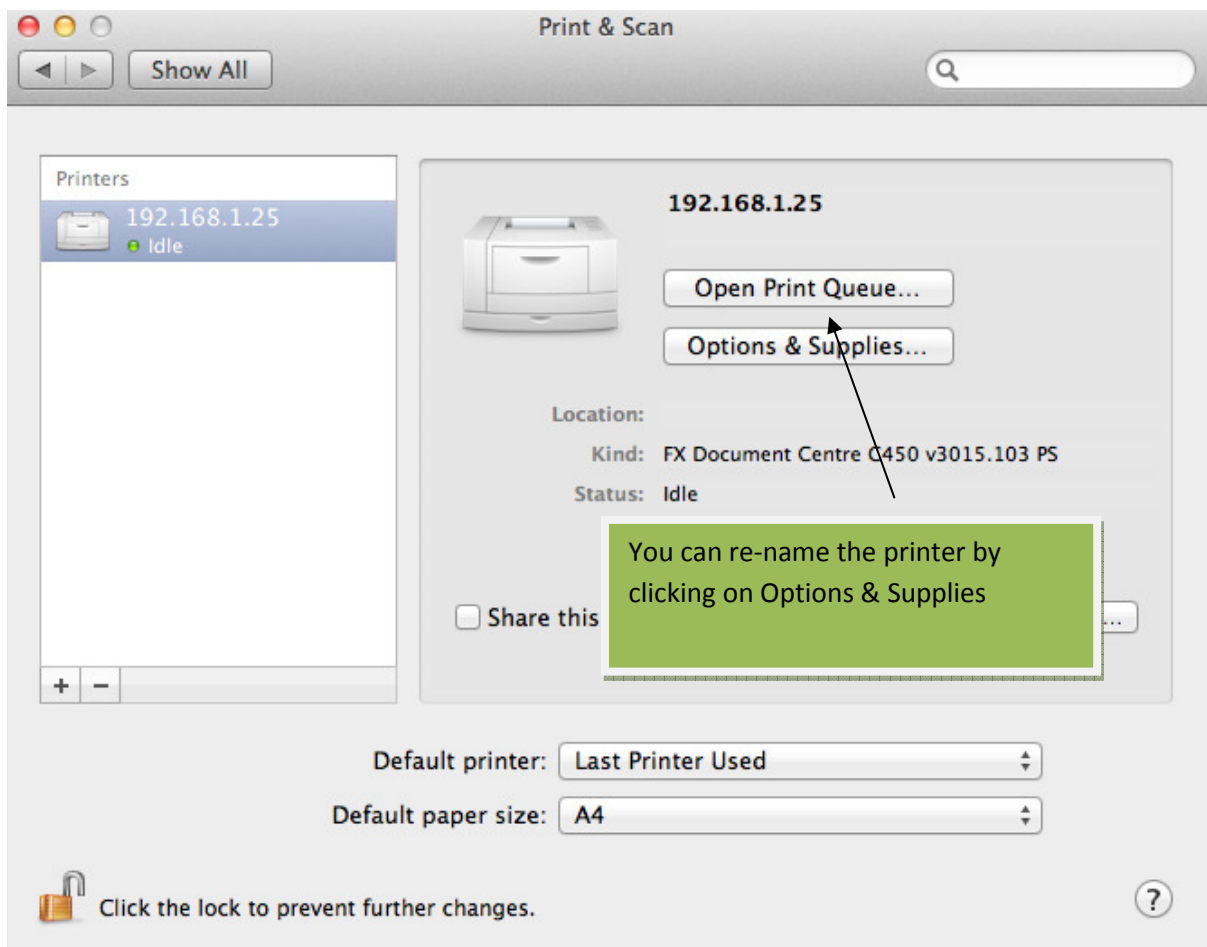 Print & Scan
Show All
Printers
192.168.1.25
Idle
192.168.1.25
Open Print Queue...
Options & Supplies...
Location:
Kind: FX Document Centre C450 v3015.103 PS
Status: Idle
You can re-name the printer by
clicking on Options & Supplies
Share this
...
+ −
Default printer: Last Printer Used
Default paper size: A4
Click the lock to prevent further changes.
?